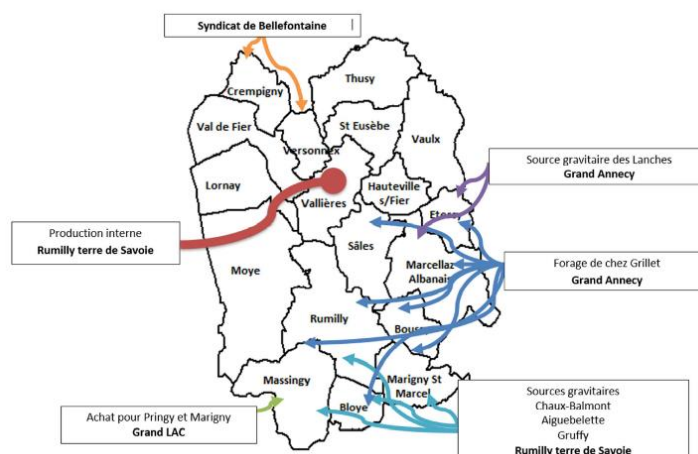 Syndicat de Bellefontaine
Thusy
Crempigny
Val de Fier
St Eusèbe
Vaulx
Versonnex
Source gravitaire des Lanches
Grand Annecy
Lornay
Hauteville
s/Fier
Vallières
Etercy
Production interne
Rumilly terre de Savoie
Sâles
Moye
Marcellaz
Albanais
Forage de chez Grillet
Grand Annecy
Rumilly
Boussy
Massingy
Marigny St
Marcel
Bloye
Achat pour Pringy et Marigny
Grand LAC
Sources gravitaires
Chaux-Balmont
Aiguebelette
Gruffy
Rumilly terre de Savoie